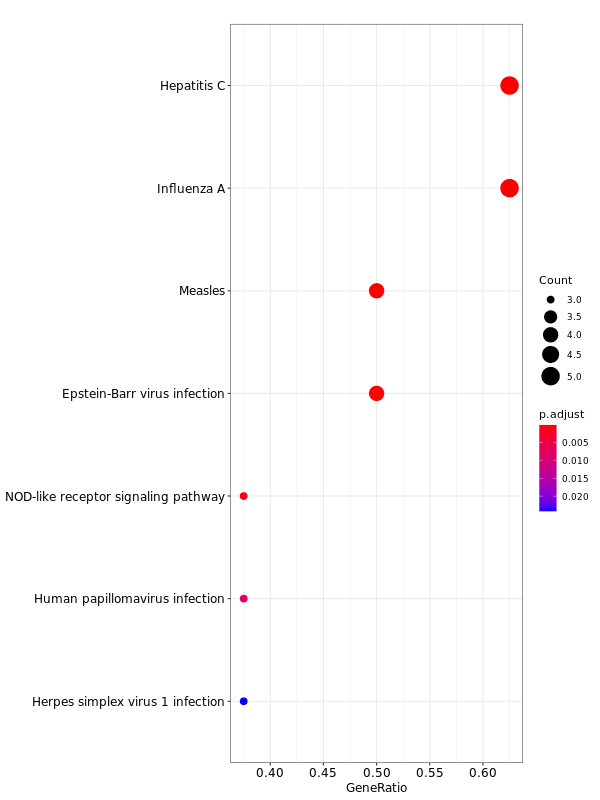 Hepatitis C
Influenza A
Measles
Epstein-Barr virus infection
NOD-like receptor signaling pathway
Human papillomavirus infection
Herpes simplex virus 1 infection
0.40 0.45 0.50 0.55 0.60
GeneRatio
Count
3.0
3.5
4.0
4.5
5.0
p.adjust
0.005
0.010
0.015
0.020